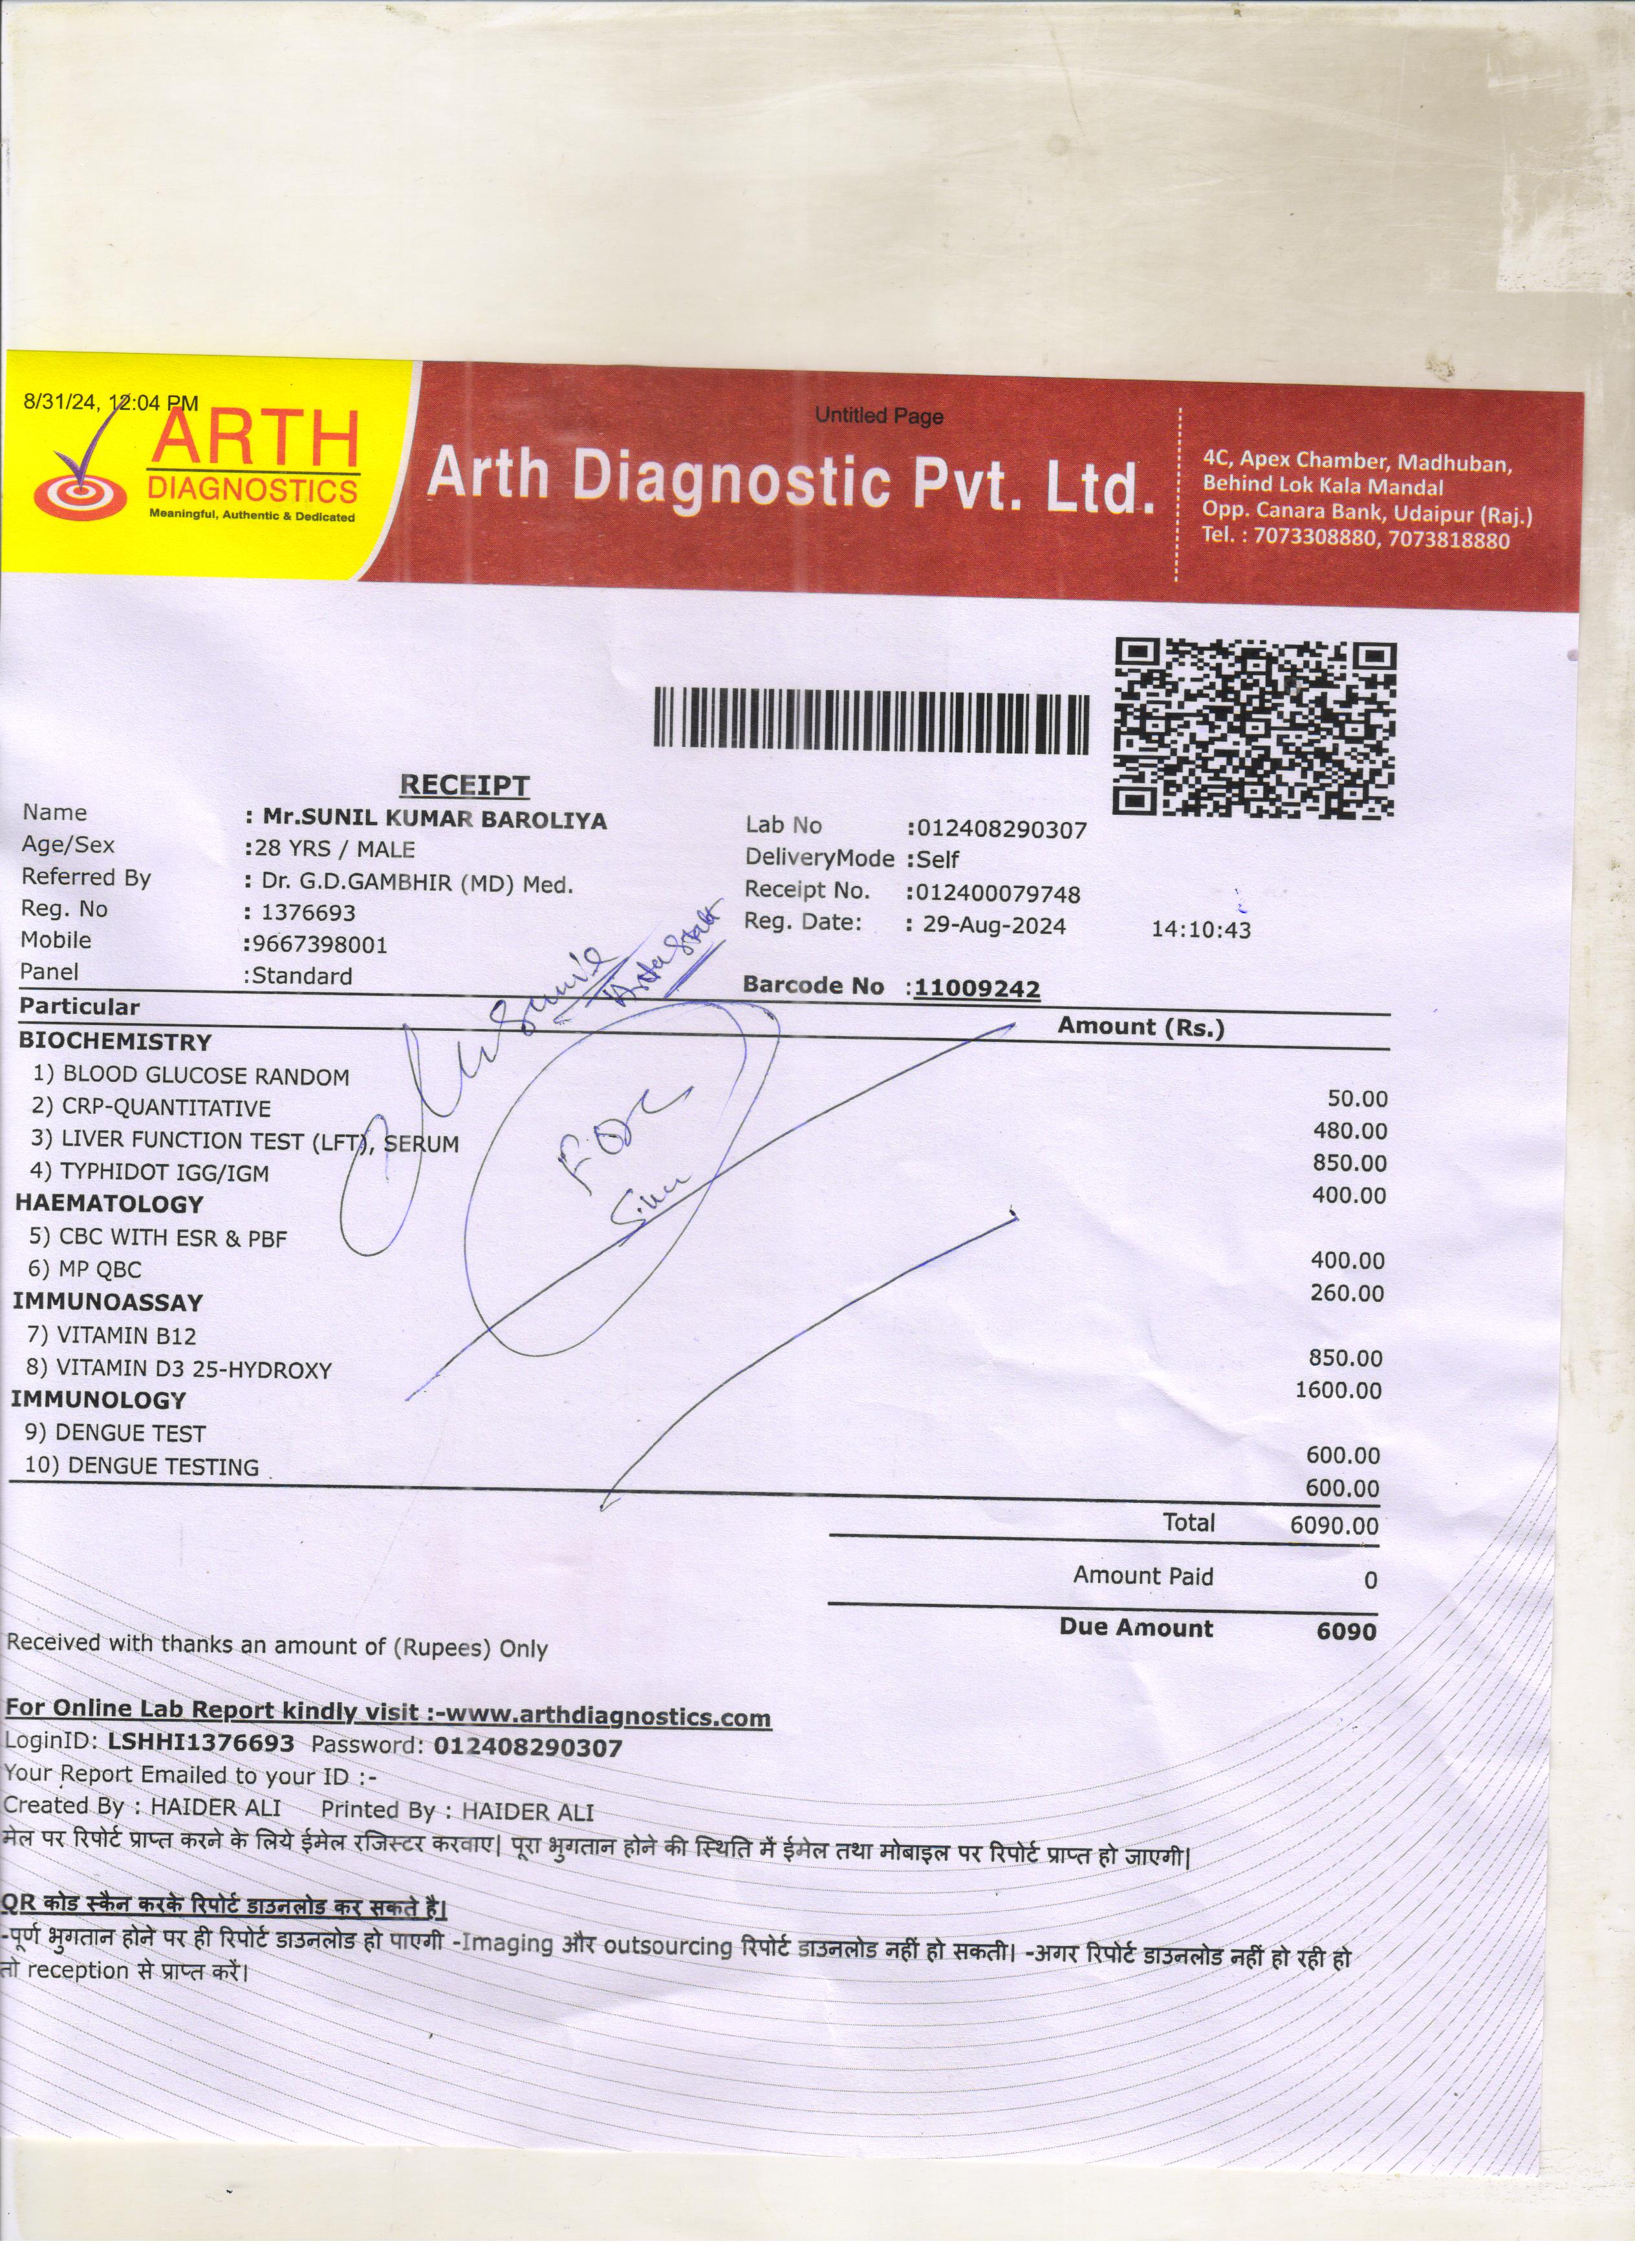 8/31/24, 12:04 PM
Untitled Page
ARTH
DIAGNOSTICS
Meaningful, Authentic & Dedicated
Arth Diagnostic Pvt. Ltd.
4C, Apex Chamber, Madhuban,
Behind Lok Kala Mandal
Opp. Canara Bank, Udaipur (Raj.)
Tel. : 7073308880, 7073818880
RECEIPT
Name : Mr.SUNIL KUMAR BAROLIYA
Age/Sex :28 YRS / MALE
Referred By : Dr. G.D.GAMBHIR (MD) Med.
Reg. No : 1376693
Mobile :9667398001
Panel :Standard
Lab No :012408290307
DeliveryMode :Self
Receipt No. :012400079748
Reg. Date: : 29-Aug-2024 14:10:43
Barcode No :11009242
Particular Amount (Rs.)
BIOCHEMISTRY
1) BLOOD GLUCOSE RANDOM 50.00
2) CRP-QUANTITATIVE 480.00
3) LIVER FUNCTION TEST (LFT), SERUM 850.00
4) TYPHIDOT IGG/IGM 400.00
HAEMATOLOGY
5) CBC WITH ESR & PBF 400.00
6) MP QBC 260.00
IMMUNOASSAY
7) VITAMIN B12 850.00
8) VITAMIN D3 25-HYDROXY 1600.00
IMMUNOLOGY
9) DENGUE TEST 600.00
10) DENGUE TESTING 600.00
Total 6090.00
Amount Paid 0
Due Amount 6090
Received with thanks an amount of (Rupees) Only
For Online Lab Report kindly visit :-www.arthdiagnostics.com
LoginID: LSHHI1376693 Password: 012408290307
Your Report Emailed to your ID :-
Created By : HAIDER ALI Printed By : HAIDER ALI
मेल पर रिपोर्ट प्राप्त करने के लिये ईमेल रजिस्टर करवाए| पूरा भुगतान होने की स्थिति में ईमेल तथा मोबाइल पर रिपोर्ट प्राप्त हो जाएगी|
QR कोड स्कैन करके रिपोर्ट डाउनलोड कर सकते है|
-पूर्ण भुगतान होने पर ही रिपोर्ट डाउनलोड हो पाएगी -Imaging और outsourcing रिपोर्ट डाउनलोड नहीं हो सकती। -अगर रिपोर्ट डाउनलोड नहीं हो रही हो
तो reception से प्राप्त करें।